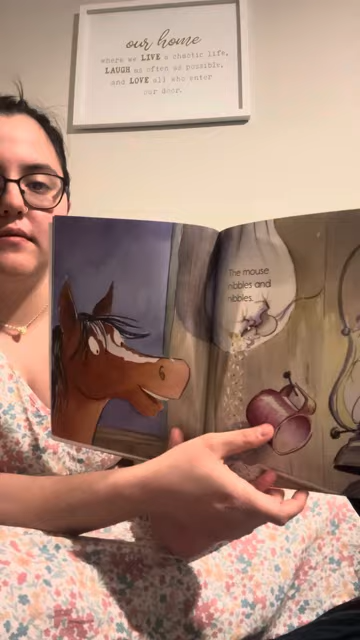 our home
where we LIVE a chaotic life,
LAUGH as often as possible,
and LOVE all who enter
our door.
The mouse
nibbles and
nibbles.